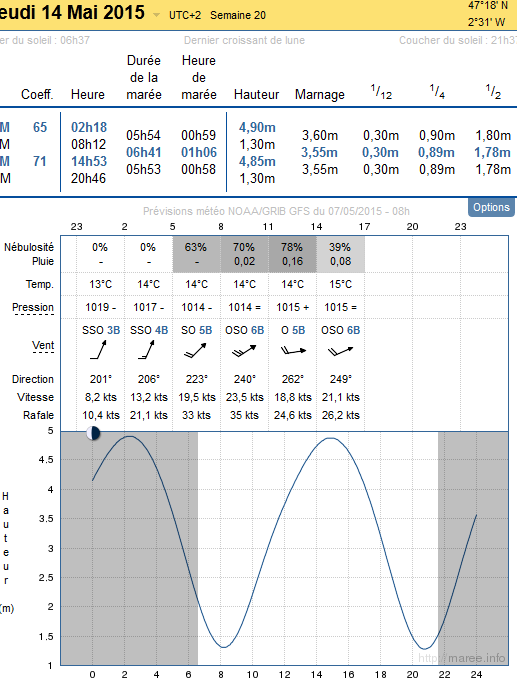 eudi 14 Mai 2015 UTC+2 Semaine 20 47°18' N
2°31' W
er du soleil : 06h37 Dernier croissant de lune Coucher du soleil : 21h37
Durée de la marée Heure de marée
Coeff. Heure Hauteur Marnage 1/12 1/4 1/2
M 65 02h18 4,90m
05h54 00h59 3,60m 0,30m 0,90m 1,80m
M 08h12 1,30m
06h41 01h06 3,55m 0,30m 0,89m 1,78m
M 71 14h53 4,85m
05h53 00h58 3,55m 0,30m 0,89m 1,78m
M 20h46 1,30m
Options
Prévisions météo NOAA/GRIB GFS du 07/05/2015 - 08h
23 2 5 8 11 14 17 20 23
Nébulosité 0% 0% 63% 70% 78% 39%
Pluie - - - 0,02 0,16 0,08
Temp. 13°C 14°C 14°C 14°C 14°C 15°C
Pression 1019 - 1017 - 1014 - 1014 = 1015 + 1015 =
SSO 3B SSO 4B SO 5B OSO 6B O 5B OSO 6B
Vent
Direction 201° 206° 223° 240° 262° 249°
Vitesse 8,2 kts 13,2 kts 19,5 kts 23,5 kts 18,8 kts 21,1 kts
Rafale 10,4 kts 21,1 kts 33 kts 35 kts 24,6 kts 26,2 kts
5
4.5
4
3.5
3
2.5
2
1.5
1
Hauteur
(m)
http://maree.info
0 2 4 6 8 10 12 14 16 18 20 22 24